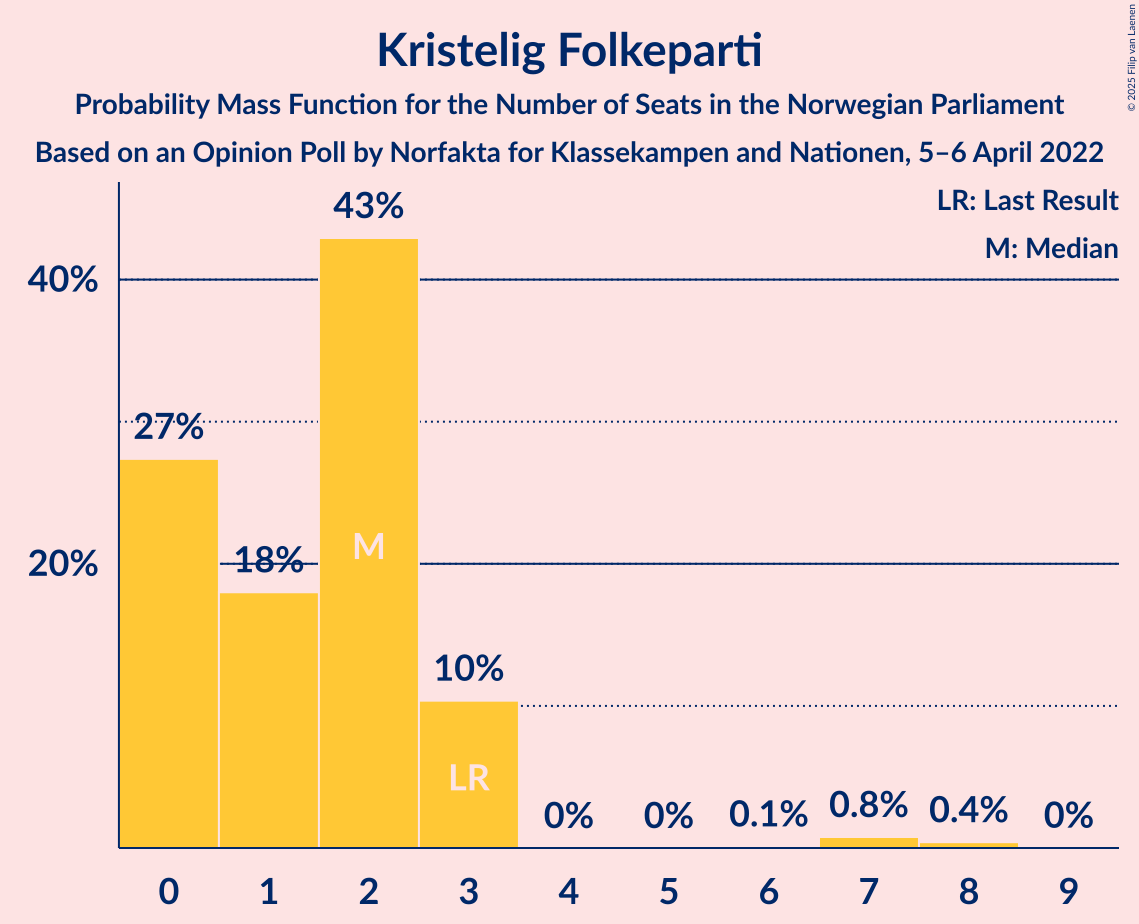 Kristelig Folkeparti
Probability Mass Function for the Number of Seats in the Norwegian Parliament
Based on an Opinion Poll by Norfakta for Klassekampen and Nationen, 5–6 April 2022
© 2025 Filip van Laenen
LR: Last Result
M: Median
43%
40%
27%
18%
20%
M
10%
LR
0%
0%
0.1%
0.8%
0.4%
0%
0 1 2 3 4 5 6 7 8 9